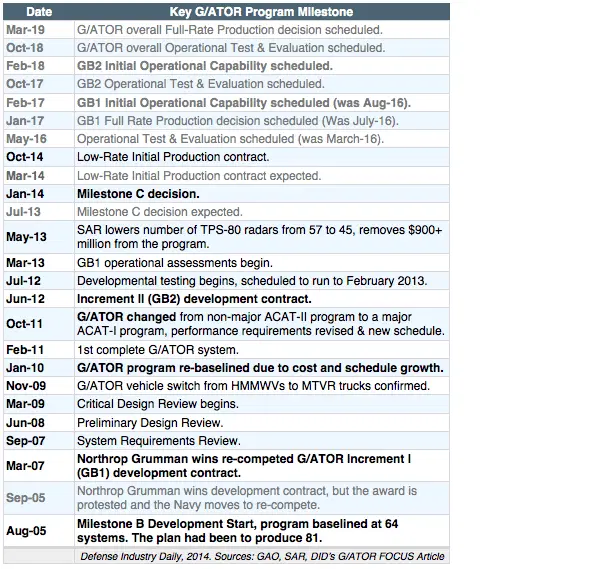 Date Key G/ATOR Program Milestone
Mar-19 G/ATOR overall Full-Rate Production decision scheduled.
Oct-18 G/ATOR overall Operational Test & Evaluation scheduled.
Feb-18 GB2 Initial Operational Capability scheduled.
Oct-17 GB2 Operational Test & Evaluation scheduled.
Feb-17 GB1 Initial Operational Capability scheduled (was Aug-16).
Jan-17 GB1 Full Rate Production decision scheduled (Was July-16).
May-16 Operational Test & Evaluation scheduled (was March-16).
Oct-14 Low-Rate Initial Production contract.
Mar-14 Low-Rate Initial Production contract expected.
Jan-14 Milestone C decision.
Jul-13 Milestone C decision expected.
May-13 SAR lowers number of TPS-80 radars from 57 to 45, removes $900+
million from the program.
Mar-13 GB1 operational assessments begin.
Jul-12 Developmental testing begins, scheduled to run to February 2013.
Jun-12 Increment II (GB2) development contract.
Oct-11 G/ATOR changed from non-major ACAT-II program to a major
ACAT-I program, performance requirements revised & new schedule.
Feb-11 1st complete G/ATOR system.
Jan-10 G/ATOR program re-baselined due to cost and schedule growth.
Nov-09 G/ATOR vehicle switch from HMMWVs to MTVR trucks confirmed.
Mar-09 Critical Design Review begins.
Jun-08 Preliminary Design Review.
Sep-07 System Requirements Review.
Mar-07 Northrop Grumman wins re-competed G/ATOR Increment I
(GB1) development contract.
Sep-05 Northrop Grumman wins development contract, but the award is
protested and the Navy moves to re-compete.
Aug-05 Milestone B Development Start, program baselined at 64
systems. The plan had been to produce 81.
Defense Industry Daily, 2014. Sources: GAO, SAR, DID's G/ATOR FOCUS Article